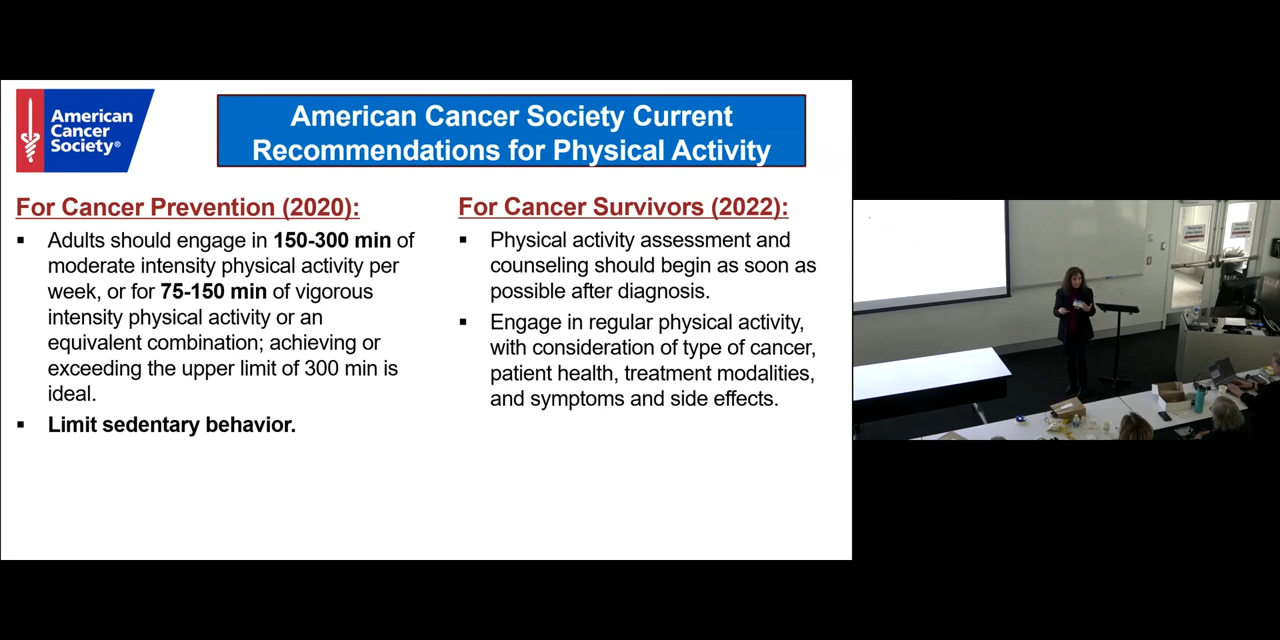 American
Cancer
Society®
American Cancer Society Current
Recommendations for Physical Activity
For Cancer Prevention (2020):
▪ Adults should engage in 150-300 min of
moderate intensity physical activity per
week, or for 75-150 min of vigorous
intensity physical activity or an
equivalent combination; achieving or
exceeding the upper limit of 300 min is
ideal.
▪ Limit sedentary behavior.
For Cancer Survivors (2022):
▪ Physical activity assessment and
counseling should begin as soon as
possible after diagnosis.
▪ Engage in regular physical activity,
with consideration of type of cancer,
patient health, treatment modalities,
and symptoms and side effects.